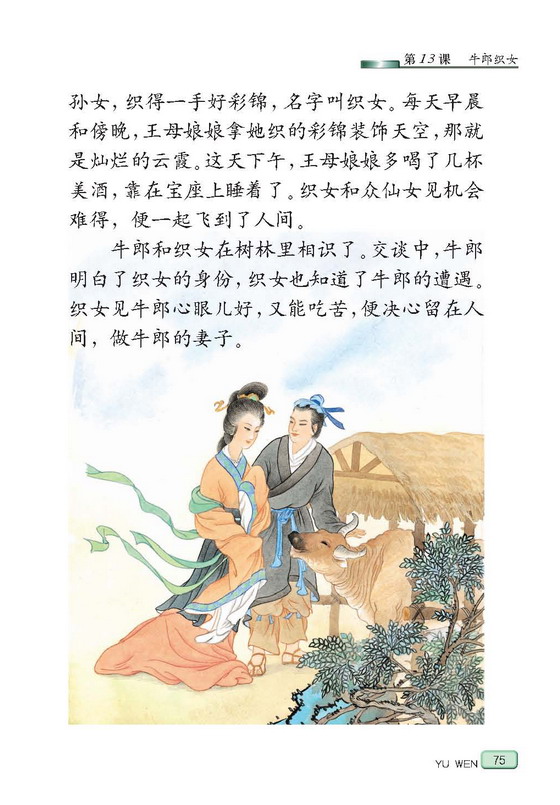 第13课 牛郎织女
孙女，织得一手好彩锦，名字叫织女。每天早晨
和傍晚，王母娘娘拿她织的彩锦装饰天空，那就
是灿烂的云霞。这天下午，王母娘娘多喝了几杯
美酒，靠在宝座上睡着了。织女和众仙女见机会
难得，便一起飞到了人间。
牛郎和织女在树林里相识了。交谈中，牛郎
明白了织女的身份，织女也知道了牛郎的遭遇。
织女见牛郎心眼儿好，又能吃苦，便决心留在人
间，做牛郎的妻子。
YU WEN 75